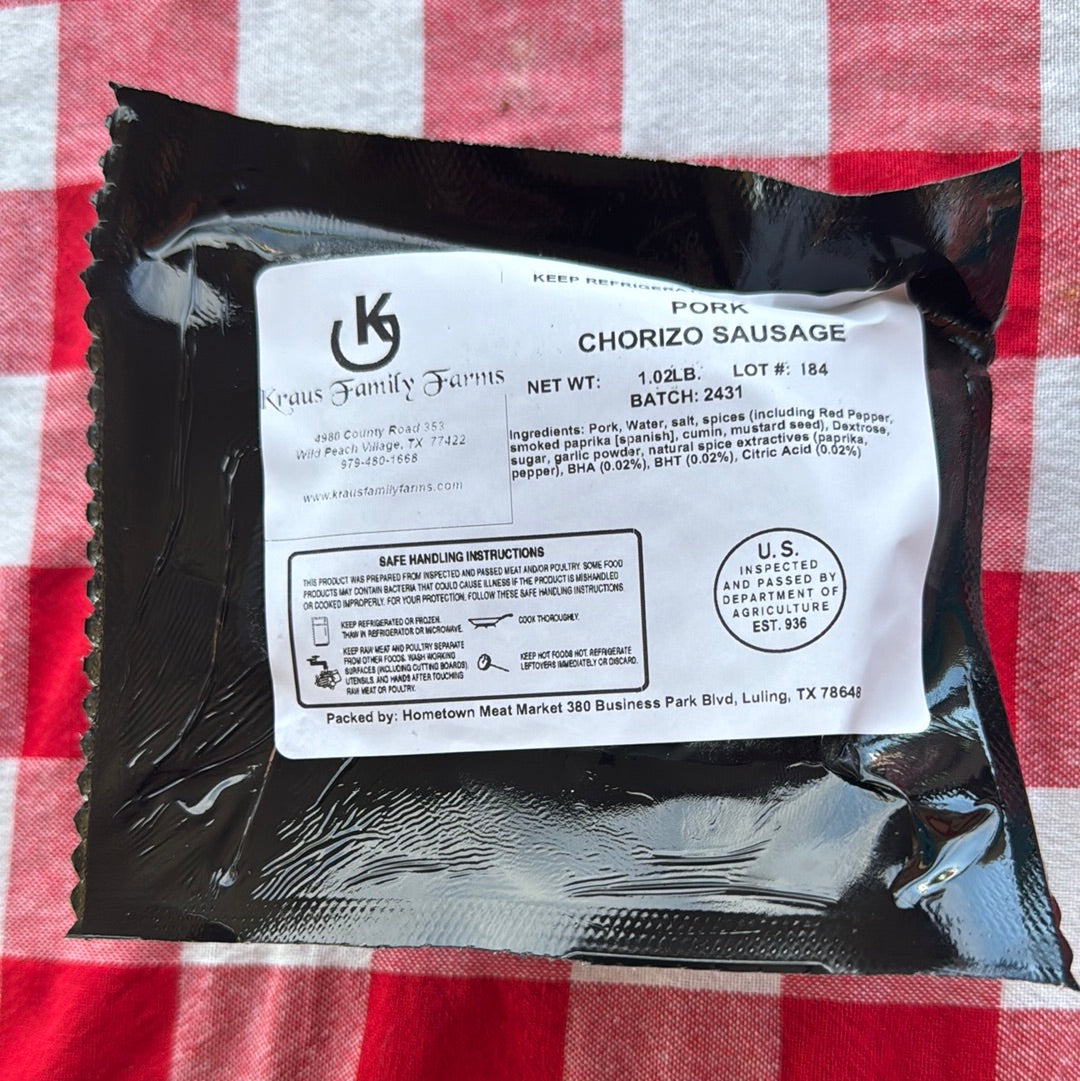 KEEP REFRIGERA
PORK
CHORIZO SAUSAGE
K
Kraus Family Farms
4980 County Road 353
Wild Peach Village, TX 77422
979-480-1668
www.krausfamilyfarms.com
NET WT: 1.02LB. LOT #: 184
BATCH: 2431
Ingredients: Pork, Water, salt, spices (including Red Pepper,
smoked paprika [spanish], cumin, mustard seed), Dextrose,
sugar, garlic powder, natural spice extractives (paprika,
pepper), BHA (0.02%), BHT (0.02%), Citric Acid (0.02%)
SAFE HANDLING INSTRUCTIONS
THIS PRODUCT WAS PREPARED FROM INSPECTED AND PASSED MEAT AND/OR POULTRY. SOME FOOD
PRODUCTS MAY CONTAIN BACTERIA THAT COULD CAUSE ILLNESS IF THE PRODUCT IS MISHANDLED
OR COOKED IMPROPERLY. FOR YOUR PROTECTION, FOLLOW THESE SAFE HANDLING INSTRUCTIONS.
KEEP REFRIGERATED OR FROZEN.
THAW IN REFRIGERATOR OR MICROWAVE.
COOK THOROUGHLY.
KEEP RAW MEAT AND POULTRY SEPARATE
FROM OTHER FOODS. WASH WORKING
SURFACES (INCLUDING CUTTING BOARDS),
UTENSILS, AND HANDS AFTER TOUCHING
RAW MEAT OR POULTRY.
KEEP HOT FOODS HOT. REFRIGERATE
LEFTOVERS IMMEDIATELY OR DISCARD.
U.S.
INSPECTED
AND PASSED BY
DEPARTMENT OF
AGRICULTURE
EST. 936
Packed by: Hometown Meat Market 380 Business Park Blvd, Luling, TX 78648